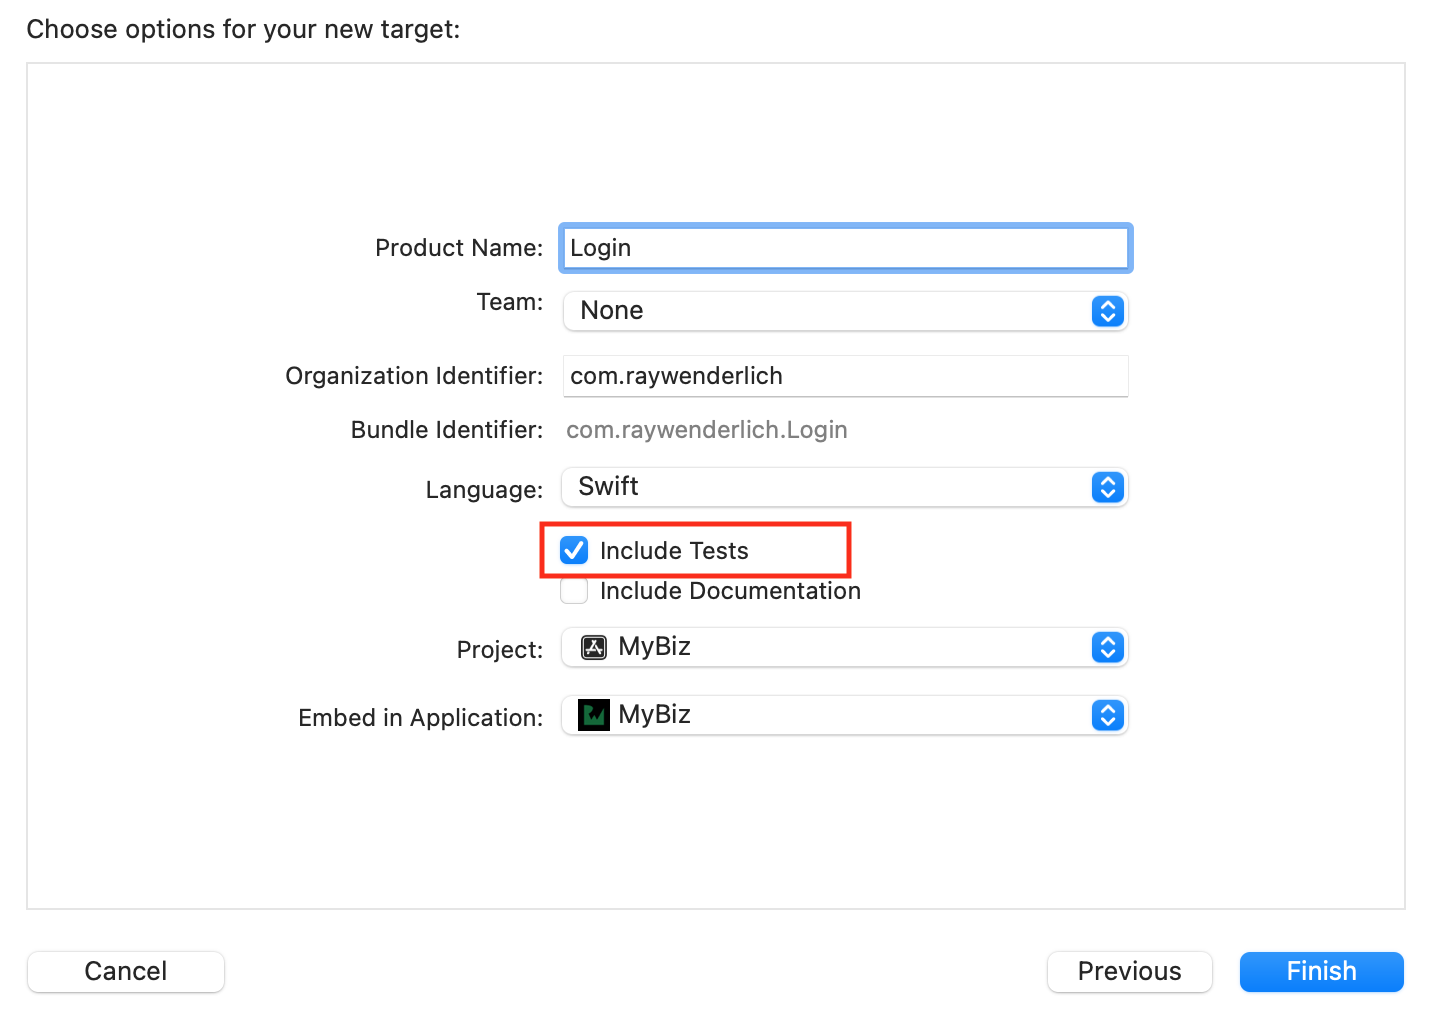 Choose options for your new target:
Product Name: Login
Team: None
Organization Identifier: com.raywenderlich
Bundle Identifier: com.raywenderlich.Login
Language: Swift
Include Tests
Include Documentation
Project: MyBiz
Embed in Application: MyBiz
Cancel Previous Finish